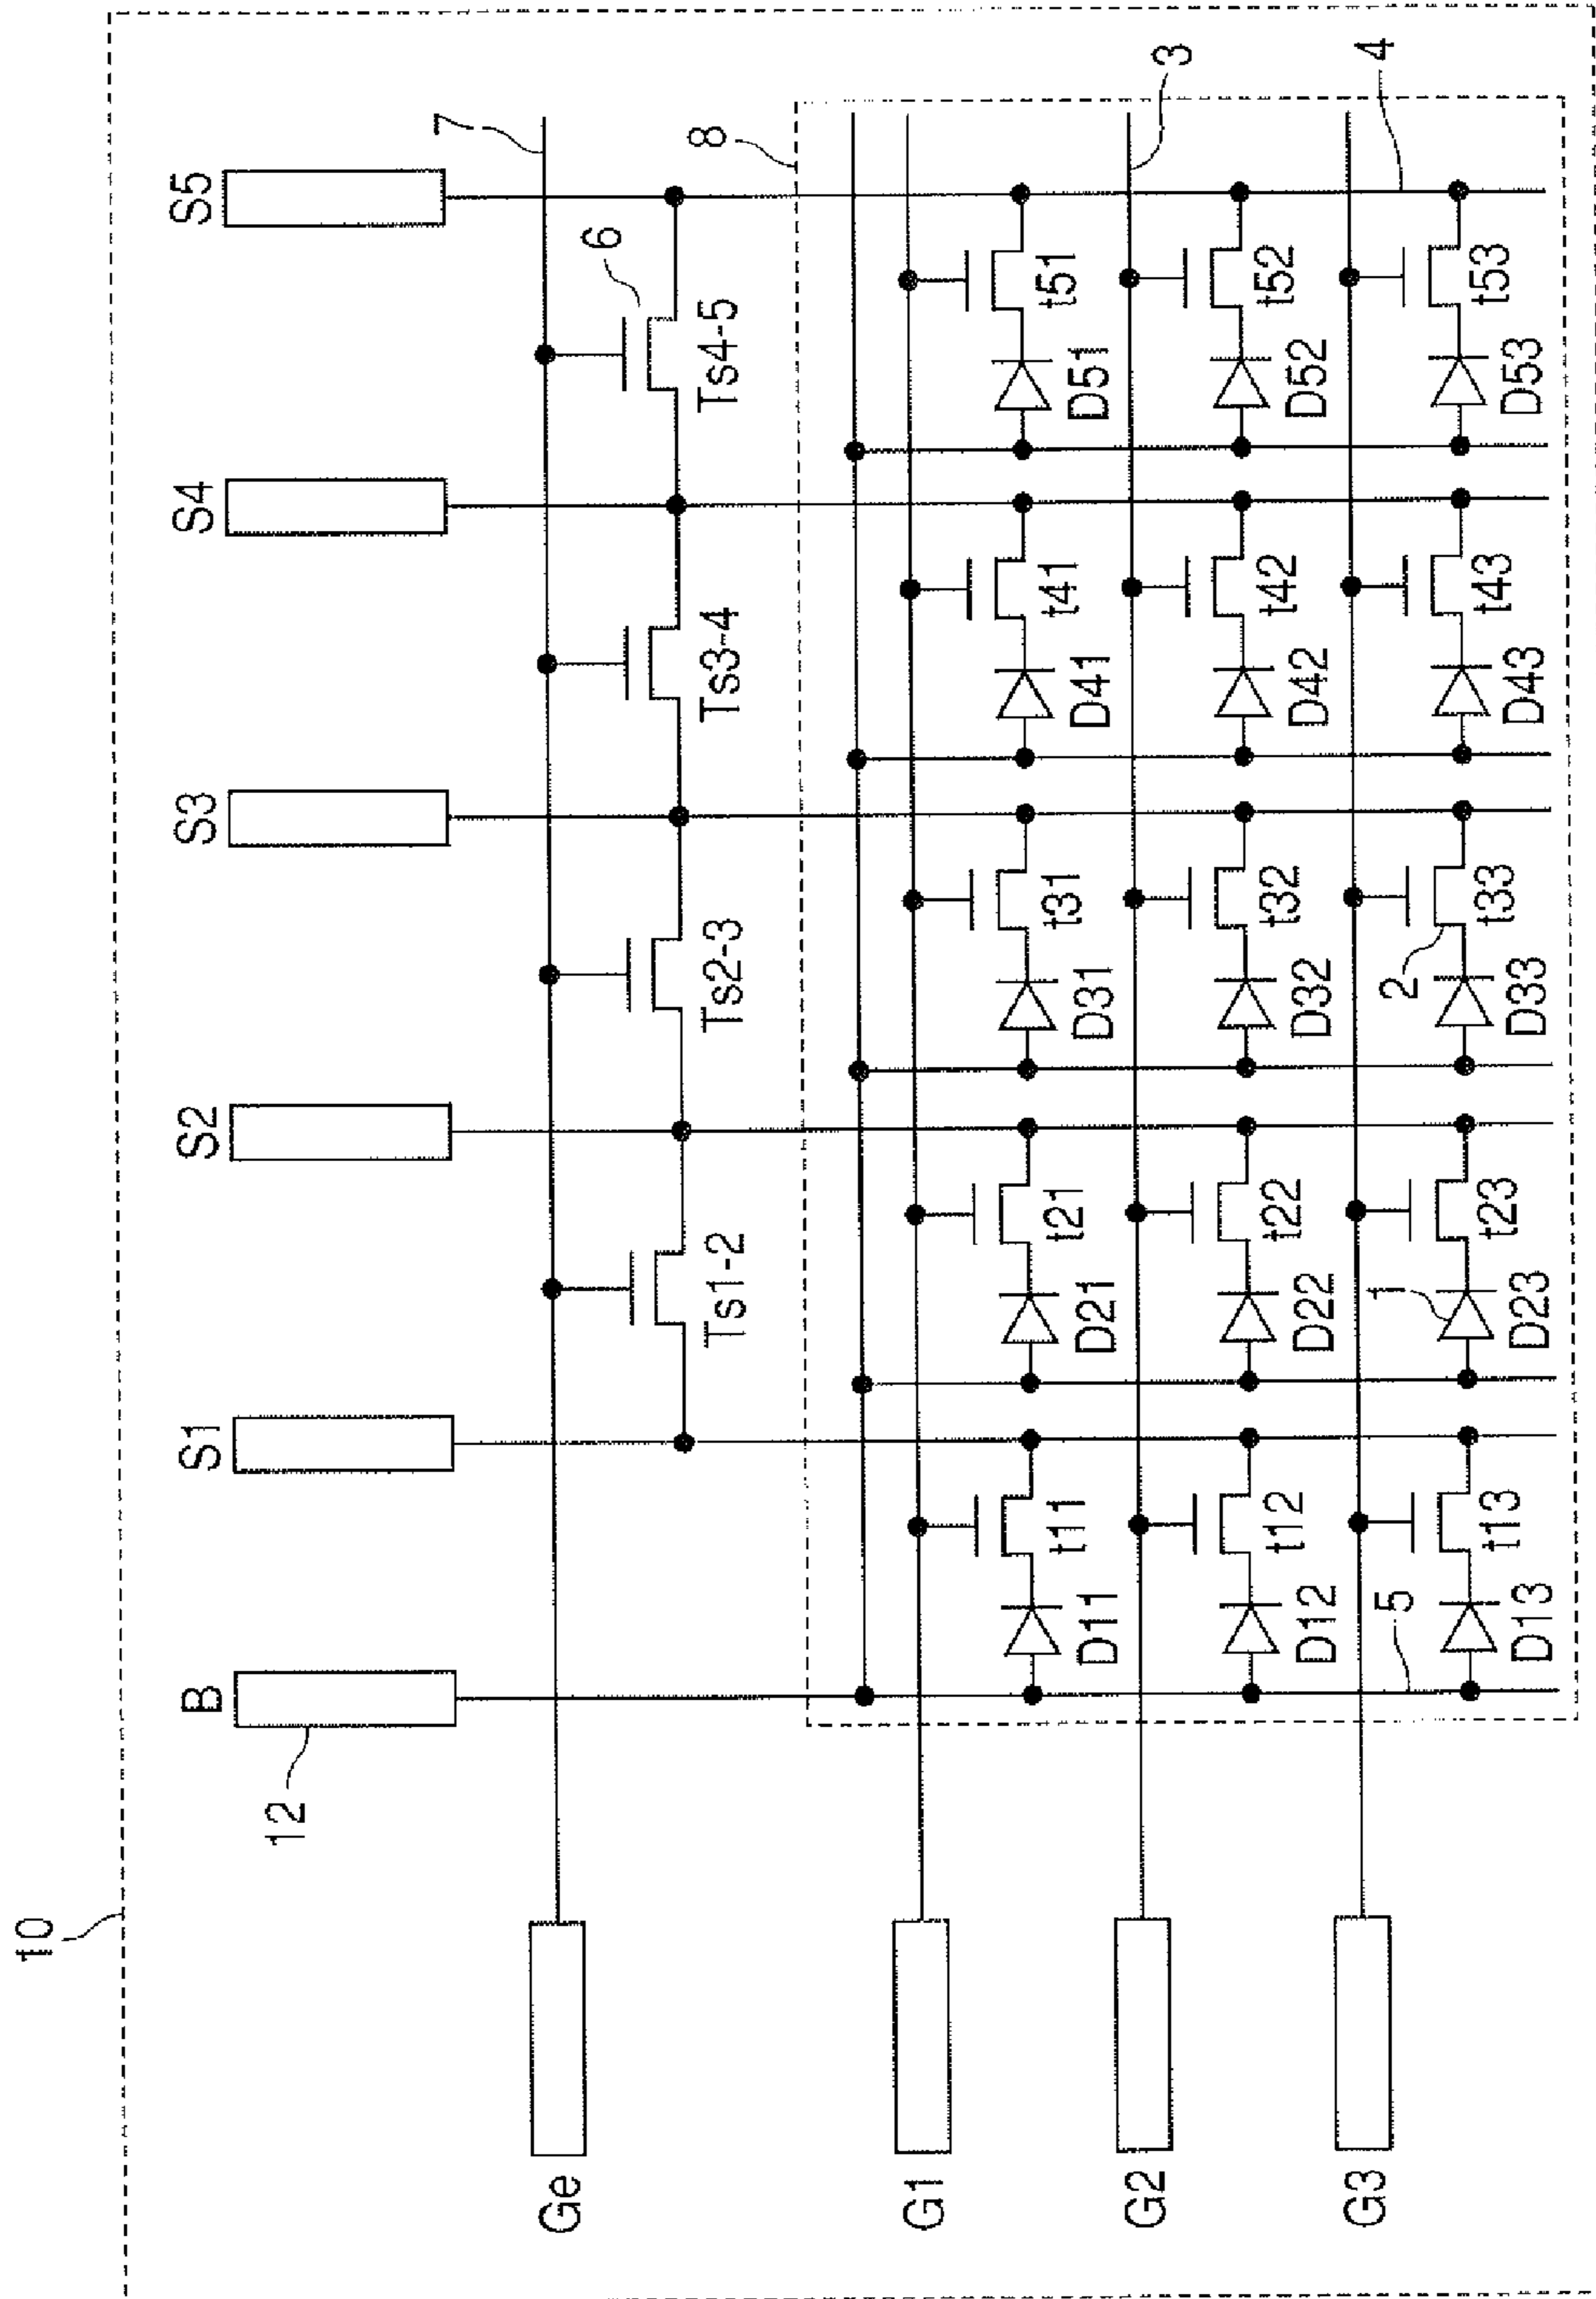 10
12
B
S1
S2
S3
S4
S5
7
Ge
6
Ts1-2
Ts2-3
Ts3-4
Ts4-5
8
G1
t11
t21
t31
t41
t51
D11
D21
D31
D41
D51
3
G2
t12
t22
t32
t42
t52
D12
D22
D32
D42
D52
4
5
1
2
G3
t13
t23
t33
t43
t53
D13
D23
D33
D43
D53